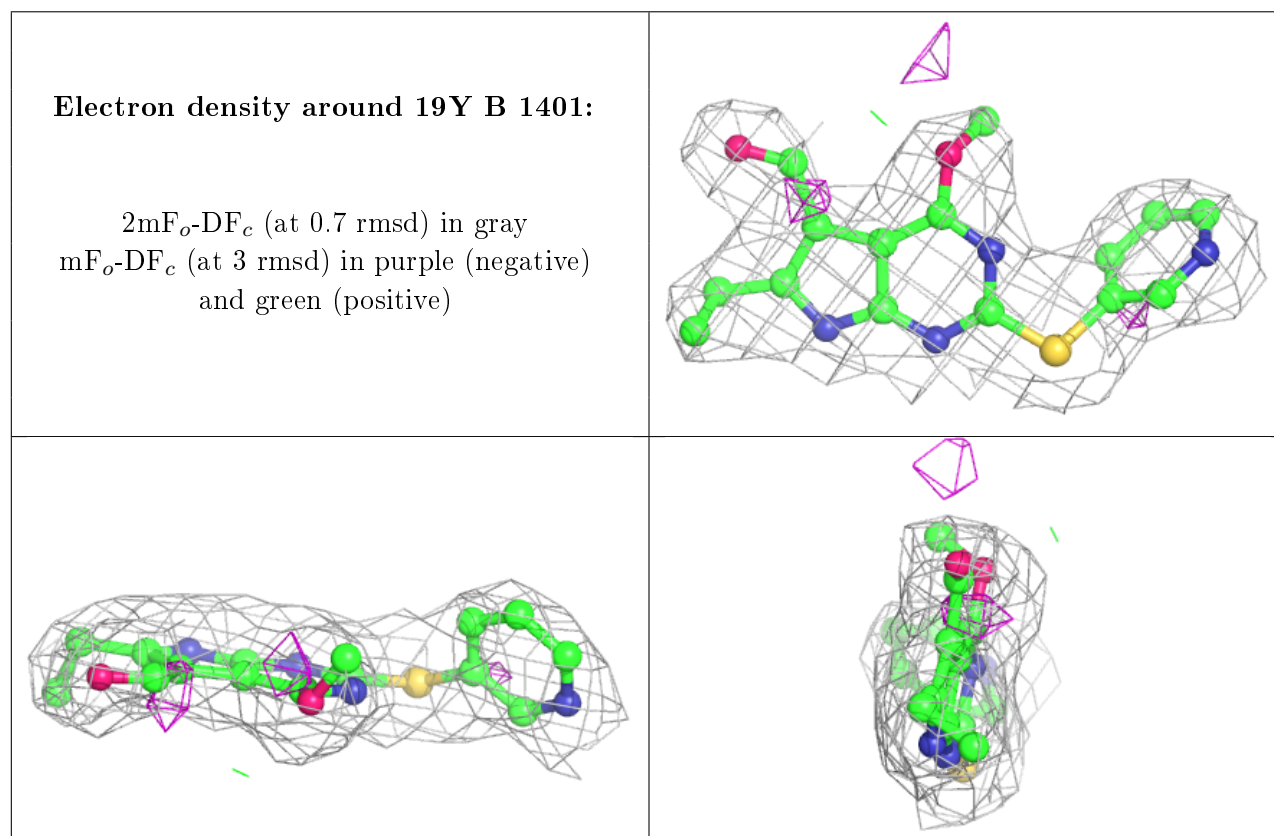 Electron density around 19Y B 1401:
2mFo-DFc (at 0.7 rmsd) in gray
mFo-DFc (at 3 rmsd) in purple (negative)
and green (positive)